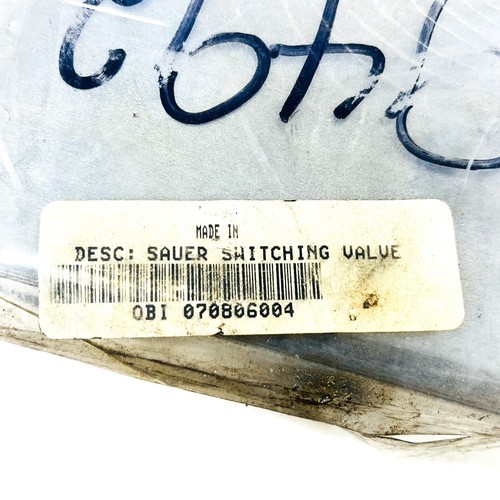 MADE IN
DESC: SAUER SWITCHING VALVE
OBI 070806004